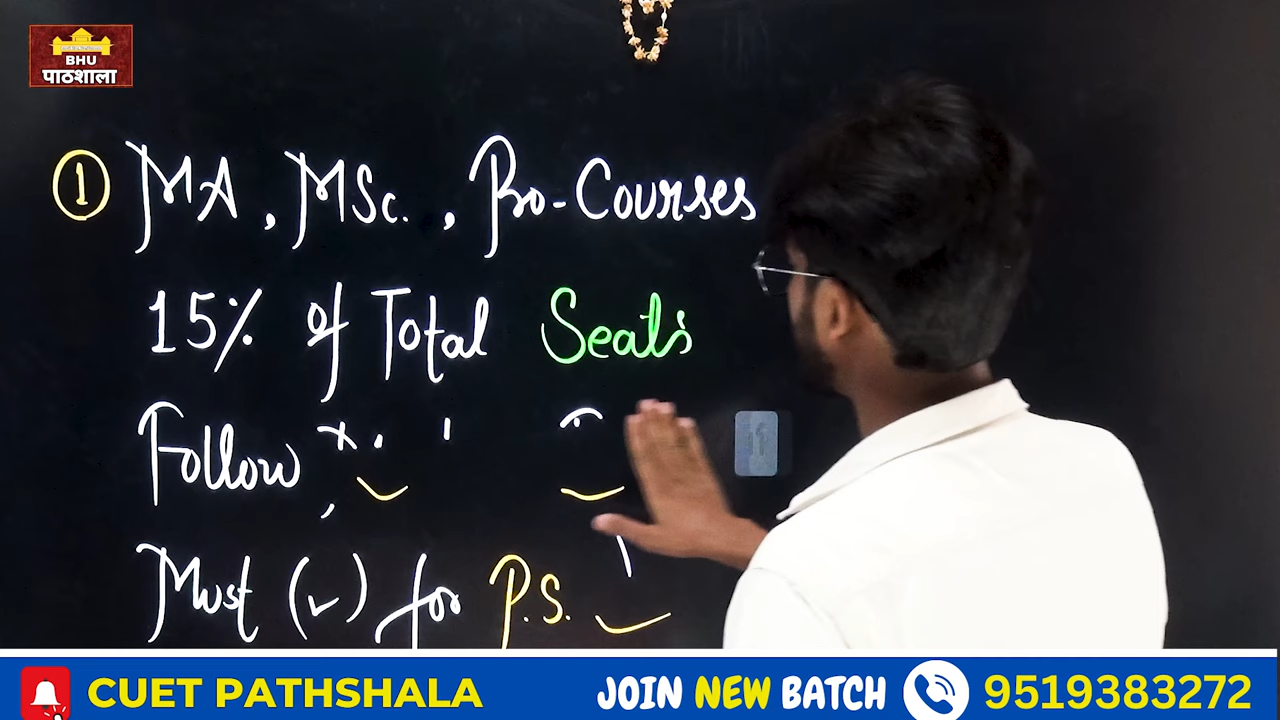 BHU
पाठशाला
1 MA, MSc., Pro-Courses
15% of Total Seats
Follow
Must (✓) for P.S.
CUET PATHSHALA JOIN NEW BATCH 9519383272